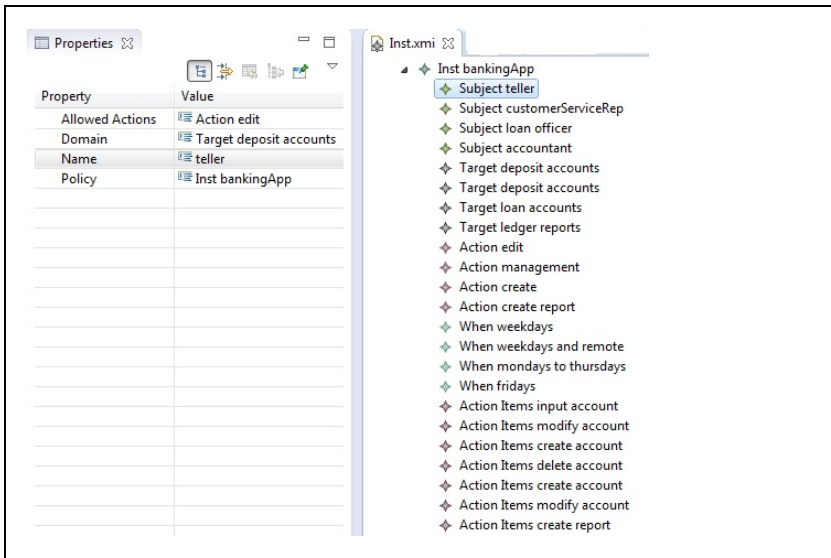 Properties
Property Value
Allowed Actions Action edit
Domain Target deposit accounts
Name teller
Policy Inst bankingApp
Inst.xmi
Inst bankingApp
Subject teller
Subject customerServiceRep
Subject loan officer
Subject accountant
Target deposit accounts
Target deposit accounts
Target loan accounts
Target ledger reports
Action edit
Action management
Action create
Action create report
When weekdays
When weekdays and remote
When mondays to thursdays
When fridays
Action Items input account
Action Items modify account
Action Items create account
Action Items delete account
Action Items create account
Action Items modify account
Action Items create report